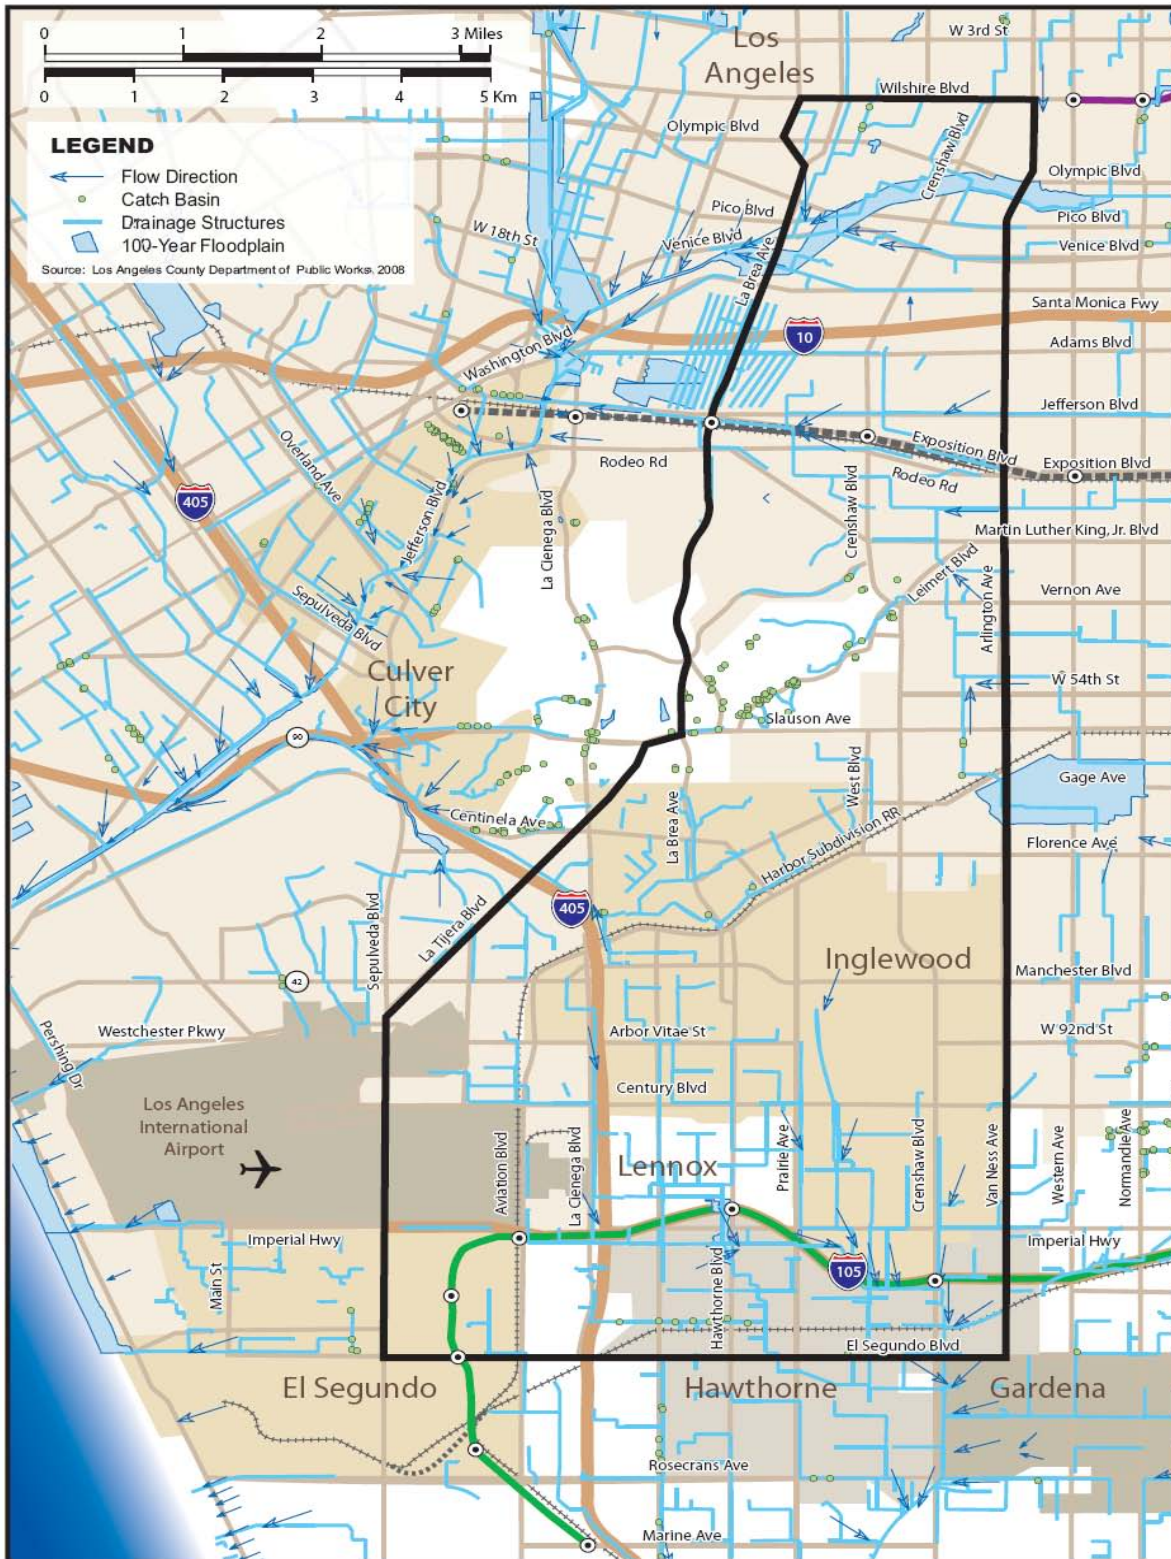 0 1 2 3 Miles
0 1 2 3 4 5 Km
LEGEND
Flow Direction
Catch Basin
Drainage Structures
100-Year Floodplain
Source: Los Angeles County Department of Public Works, 2008
Los
Angeles
W 3rd St
Wilshire Blvd
Olympic Blvd
Crenshaw Blvd
Olympic Blvd
Pico Blvd
Pico Blvd
W 18th St
Venice Blvd
Venice Blvd
La Brea Ave
Santa Monica Fwy
10
Washington Blvd
Adams Blvd
Jefferson Blvd
Exposition Blvd
Exposition Blvd
Overland Ave
Rodeo Rd
Rodeo Rd
405
Jefferson Blvd
La Cienega Blvd
Crenshaw Blvd
Martin Luther King, Jr. Blvd
Leimert Blvd
Sepulveda Blvd
Arlington Ave
Vernon Ave
Culver
City
W 54th St
Slauson Ave
90
Gage Ave
West Blvd
La Brea Ave
Centinela Ave
Harbor Subdivision RR
Florence Ave
405
La Tijera Blvd
Sepulveda Blvd
Inglewood
42
Manchester Blvd
Pershing Dr
Westchester Pkwy
Arbor Vitae St
W 92nd St
Century Blvd
Los Angeles
International
Airport
Aviation Blvd
La Cienega Blvd
Lennox
Prairie Ave
Crenshaw Blvd
Van Ness Ave
Western Ave
Normandie Ave
Imperial Hwy
Imperial Hwy
Main St
Hawthorne Blvd
105
El Segundo Blvd
El Segundo
Hawthorne
Gardena
Rosecrans Ave
Marine Ave